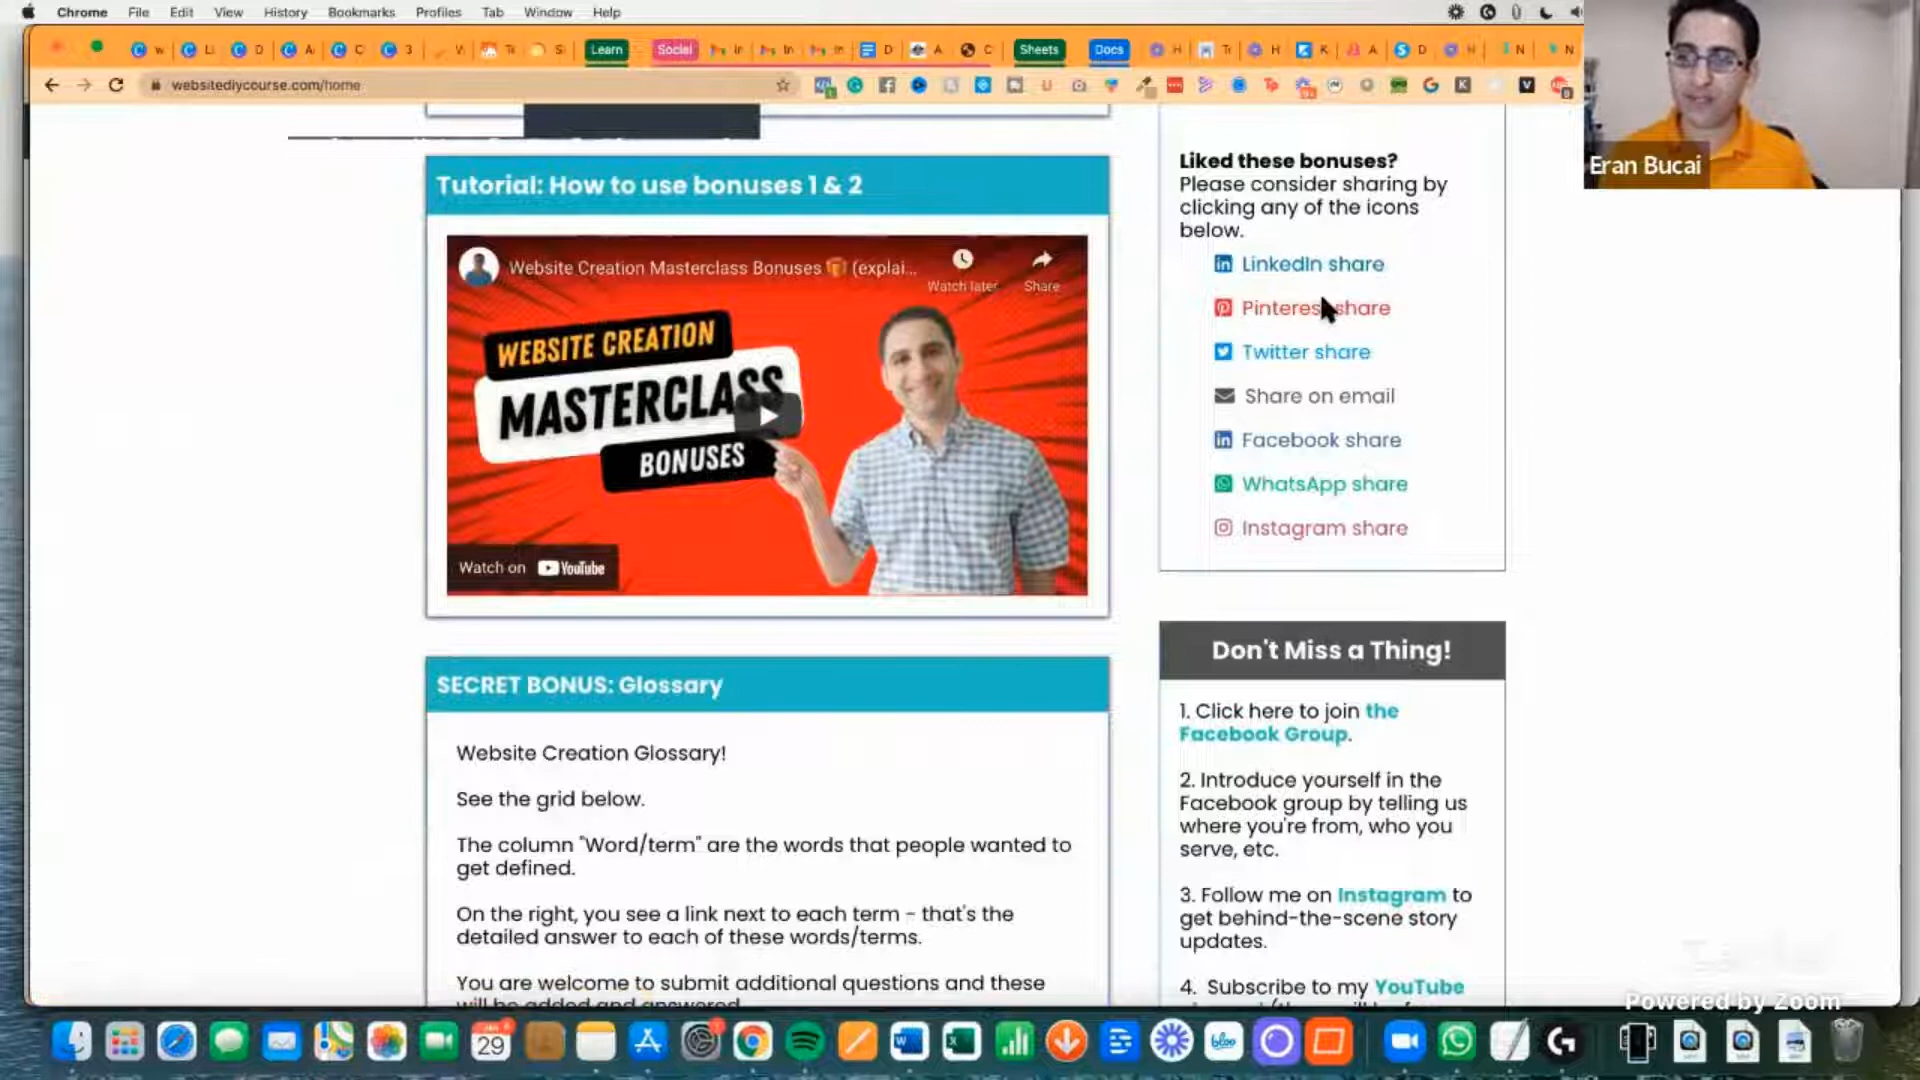 Chrome File Edit View History Bookmarks Profiles Tab Window Help
Learn Social Sheets Docs
websitediycourse.com/home
Eran Bucai
Tutorial: How to use bonuses 1 & 2
Website Creation Masterclass Bonuses (explai...
Watch later
Share
WEBSITE CREATION
MASTERCLASS
BONUSES
Watch on YouTube
SECRET BONUS: Glossary
Website Creation Glossary!
See the grid below.
The column "Word/term" are the words that people wanted to
get defined.
On the right, you see a link next to each term - that's the
detailed answer to each of these words/terms.
You are welcome to submit additional questions and these
will be added and answered
Liked these bonuses?
Please consider sharing by
clicking any of the icons
below.
LinkedIn share
Pinterest share
Twitter share
Share on email
Facebook share
WhatsApp share
Instagram share
Don't Miss a Thing!
1. Click here to join the
Facebook Group.
2. Introduce yourself in the
Facebook group by telling us
where you're from, who you
serve, etc.
3. Follow me on Instagram to
get behind-the-scene story
updates.
4. Subscribe to my YouTube
Powered by Zoom
29
bloo